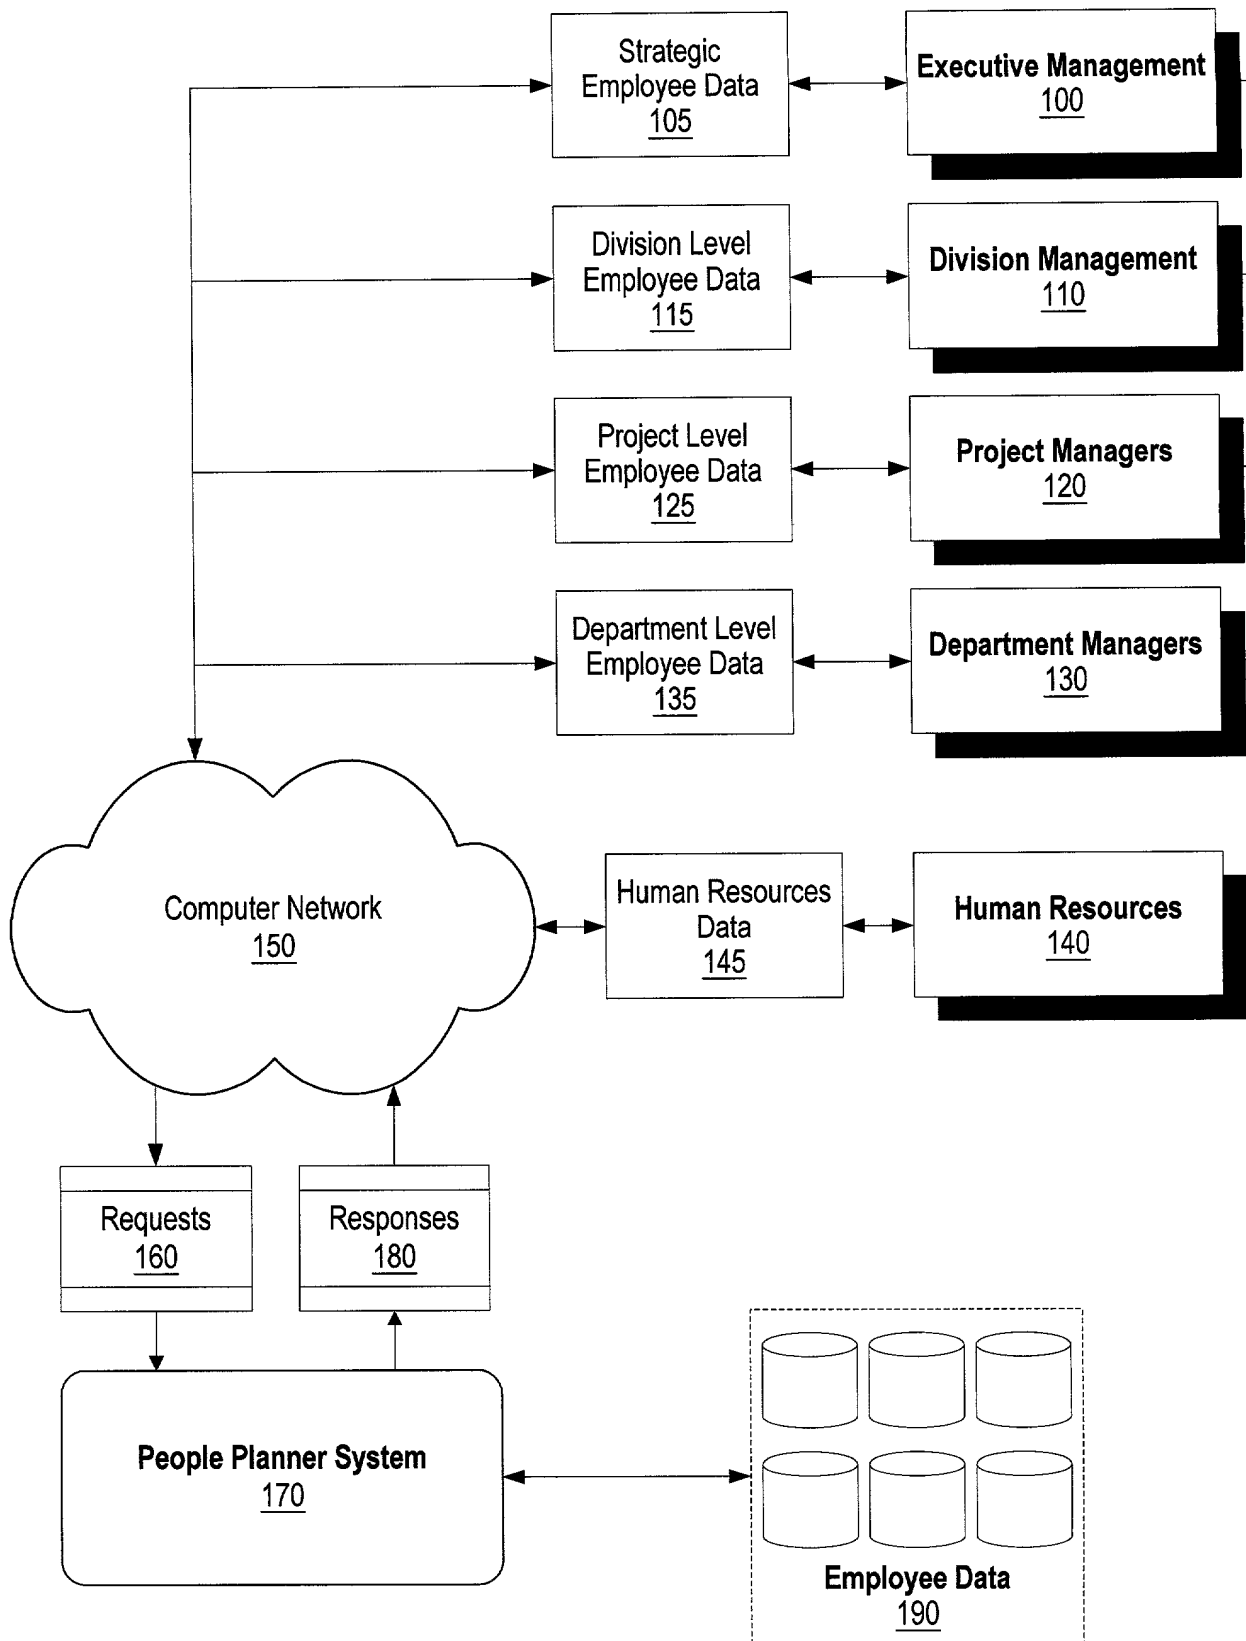 Strategic
Employee Data
105
Executive Management
100
Division Level
Employee Data
115
Division Management
110
Project Level
Employee Data
125
Project Managers
120
Department Level
Employee Data
135
Department Managers
130
Computer Network
150
Human Resources
Data
145
Human Resources
140
Requests
160
Responses
180
People Planner System
170
Employee Data
190